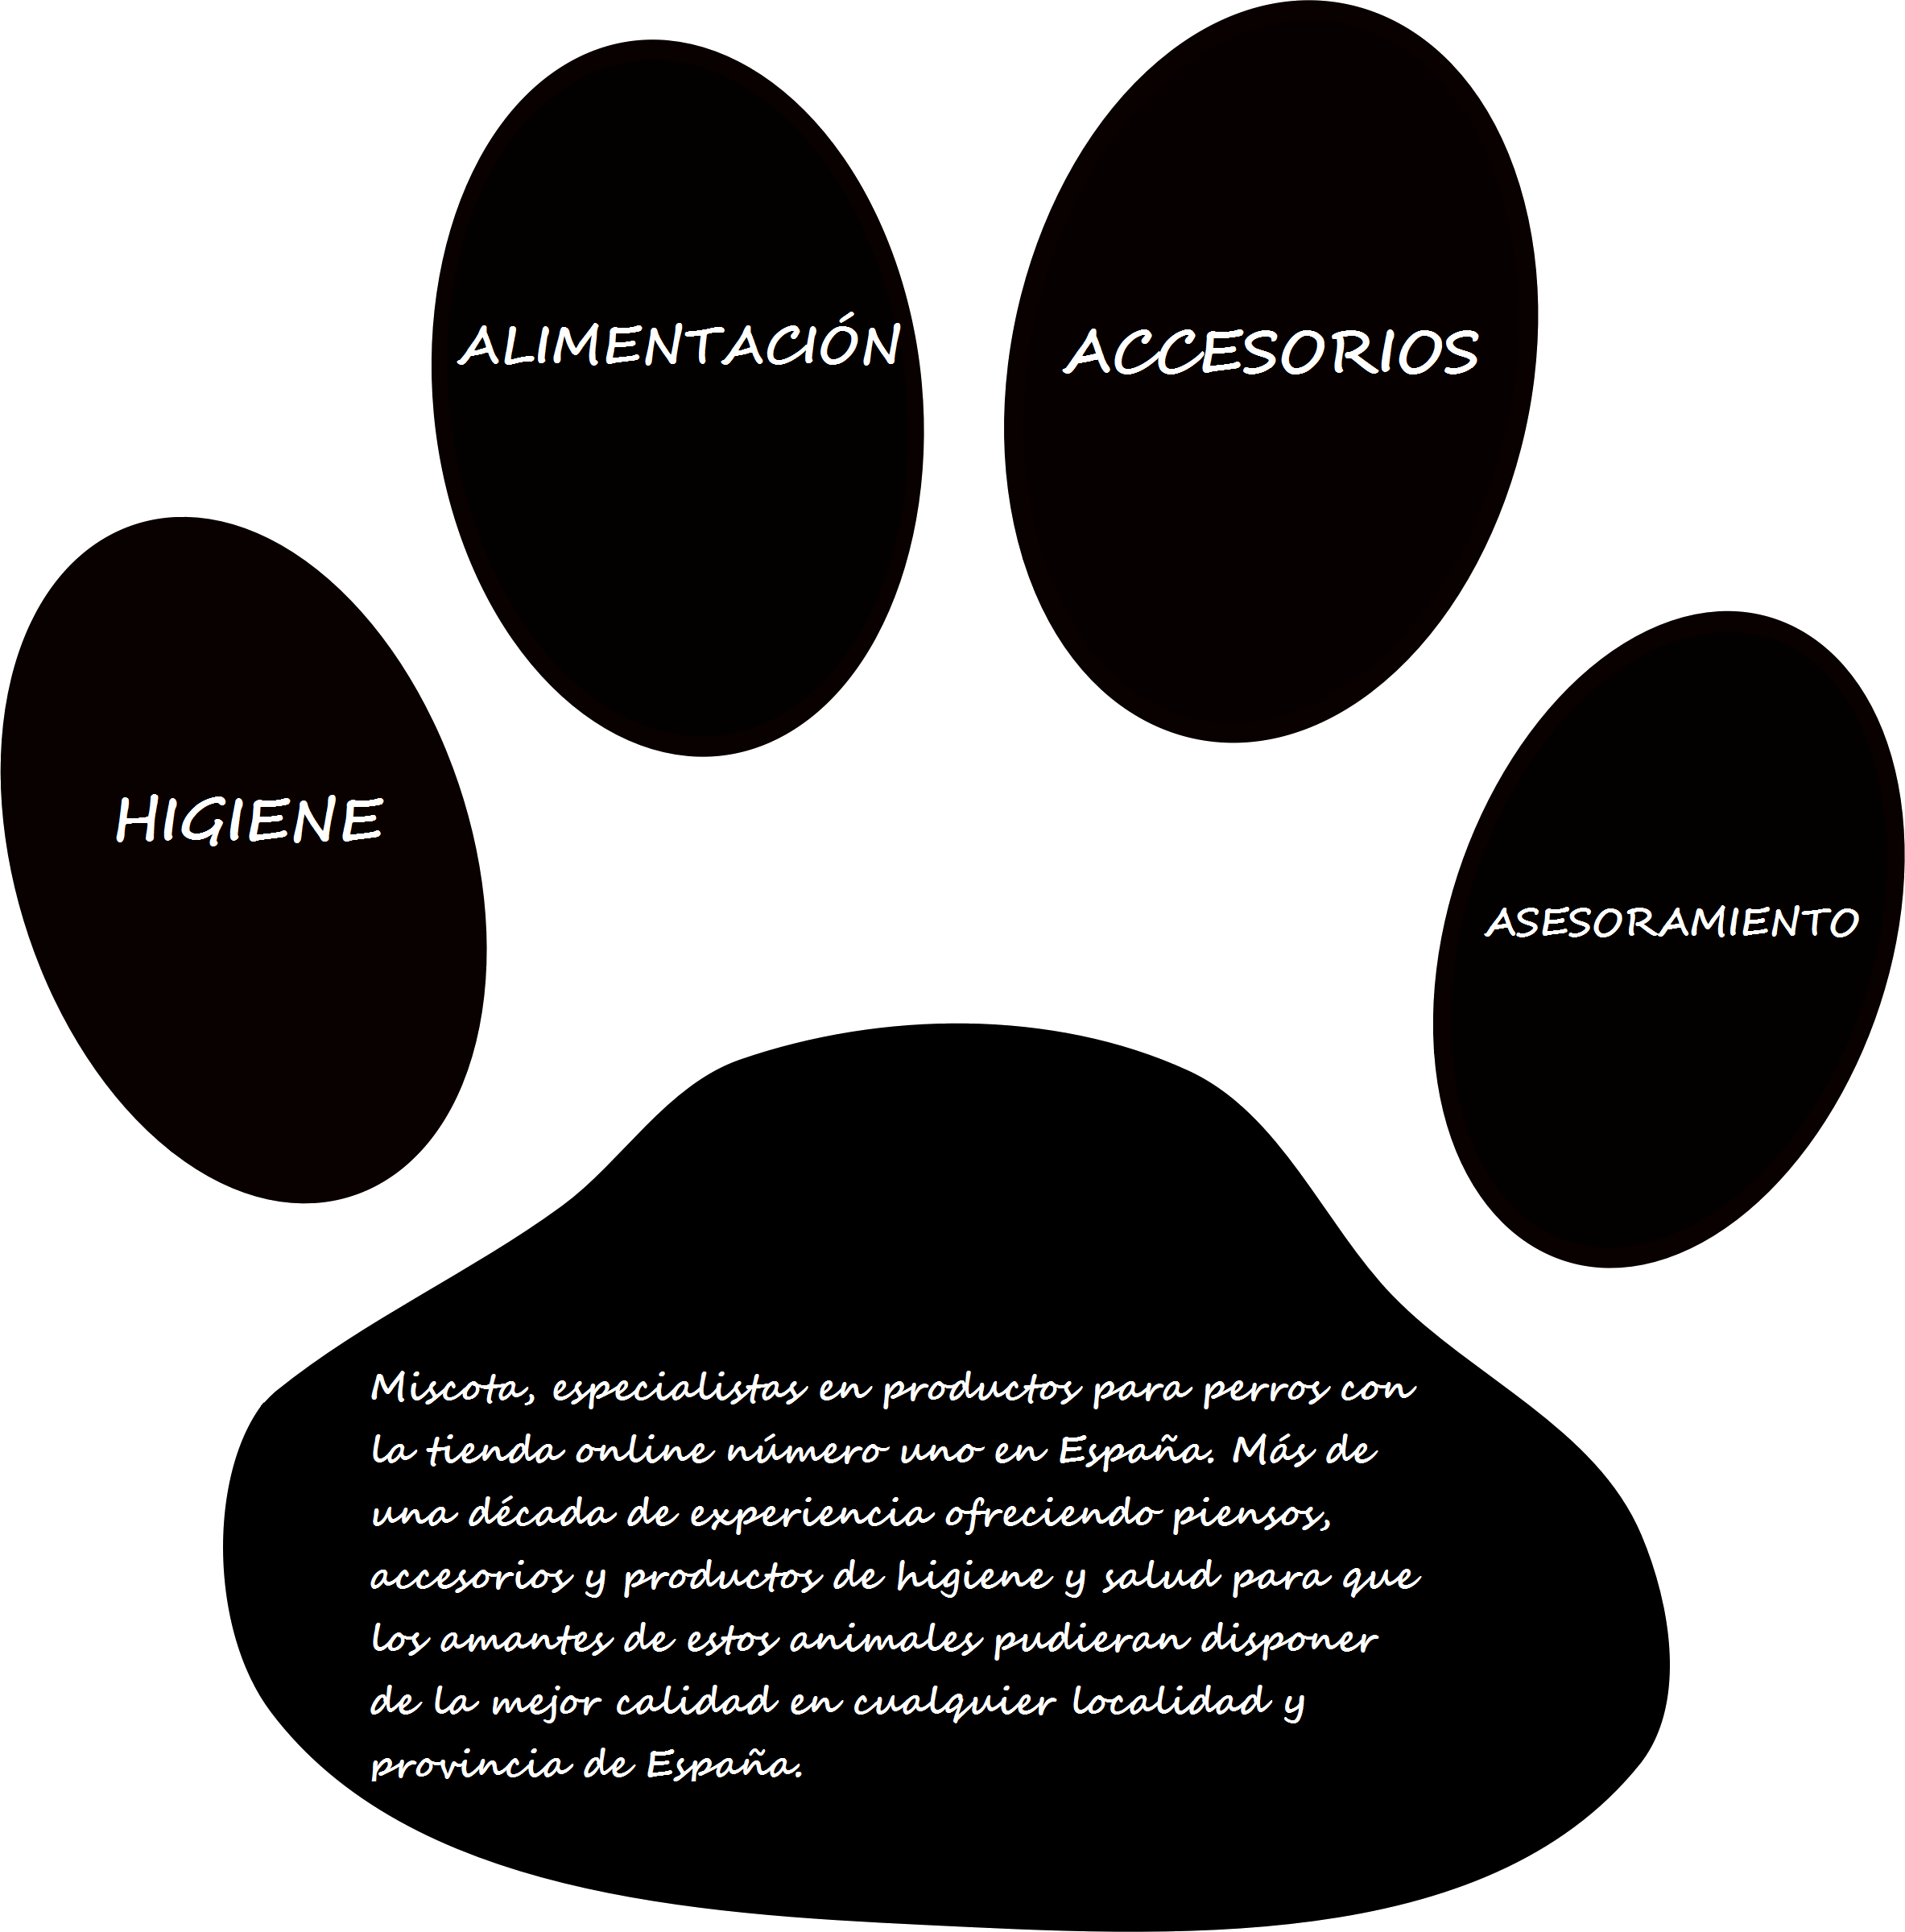 ALIMENTACIÓN
ACCESORIOS
HIGIENE
ASESORAMIENTO
Miscota, especialistas en productos para perros con
la tienda online número uno en España. Más de
una década de experiencia ofreciendo piensos,
accesorios y productos de higiene y salud para que
los amantes de estos animales pudieran disponer
de la mejor calidad en cualquier localidad y
provincia de España.